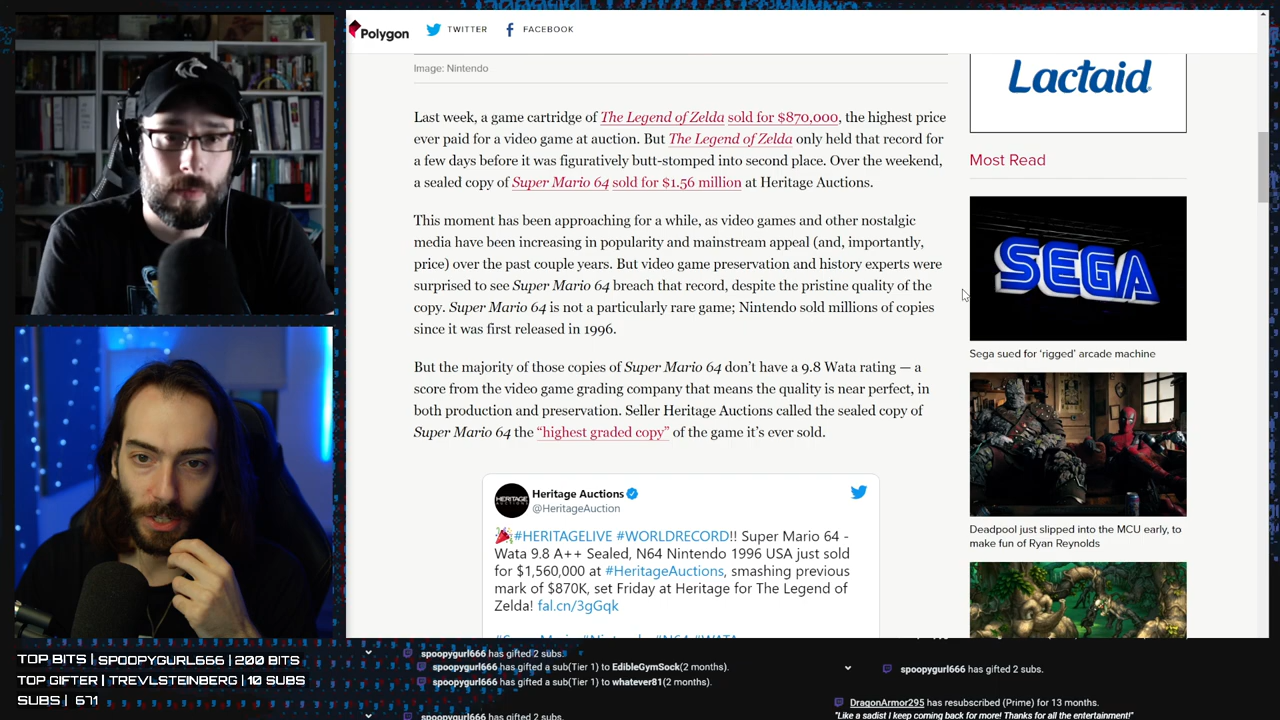 Polygon
TWITTER
FACEBOOK
Image: Nintendo
Last week, a game cartridge of The Legend of Zelda sold for $870,000, the highest price
ever paid for a video game at auction. But The Legend of Zelda only held that record for
a few days before it was figuratively butt-stomped into second place. Over the weekend,
a sealed copy of Super Mario 64 sold for $1.56 million at Heritage Auctions.
This moment has been approaching for a while, as video games and other nostalgic
media have been increasing in popularity and mainstream appeal (and, importantly,
price) over the past couple years. But video game preservation and history experts were
surprised to see Super Mario 64 breach that record, despite the pristine quality of the
copy. Super Mario 64 is not a particularly rare game; Nintendo sold millions of copies
since it was first released in 1996.
But the majority of those copies of Super Mario 64 don’t have a 9.8 Wata rating — a
score from the video game grading company that means the quality is near perfect, in
both production and preservation. Seller Heritage Auctions called the sealed copy of
Super Mario 64 the “highest graded copy” of the game it’s ever sold.
HERITAGE
Heritage Auctions
@HeritageAuction
#HERITAGELIVE #WORLDRECORD!! Super Mario 64 -
Wata 9.8 A++ Sealed, N64 Nintendo 1996 USA just sold
for $1,560,000 at #HeritageAuctions, smashing previous
mark of $870K, set Friday at Heritage for The Legend of
Zelda! fal.cn/3gGqk
Lactaid
Most Read
SEGA
Sega sued for ‘rigged’ arcade machine
Deadpool just slipped into the MCU early, to
make fun of Ryan Reynolds
TOP BITS | SPOOPYGURL666 | 200 BITS
TOP GIFTER | TREVLSTEINBERG | 10 SUBS
SUBS | 671
spoopygurl666 has gifted 2 subs.
spoopygurl666 has gifted a sub(Tier 1) to EdibleGymSock(2 months).
spoopygurl666 has gifted a sub(Tier 1) to whatever81(2 months).
spoopygurl666 has gifted 2 subs.
spoopygurl666 has gifted 2 subs.
DragonArmor295 has resubscribed (Prime) for 13 months.
"Like a sadist I keep coming back for more! Thanks for all the entertainment!"